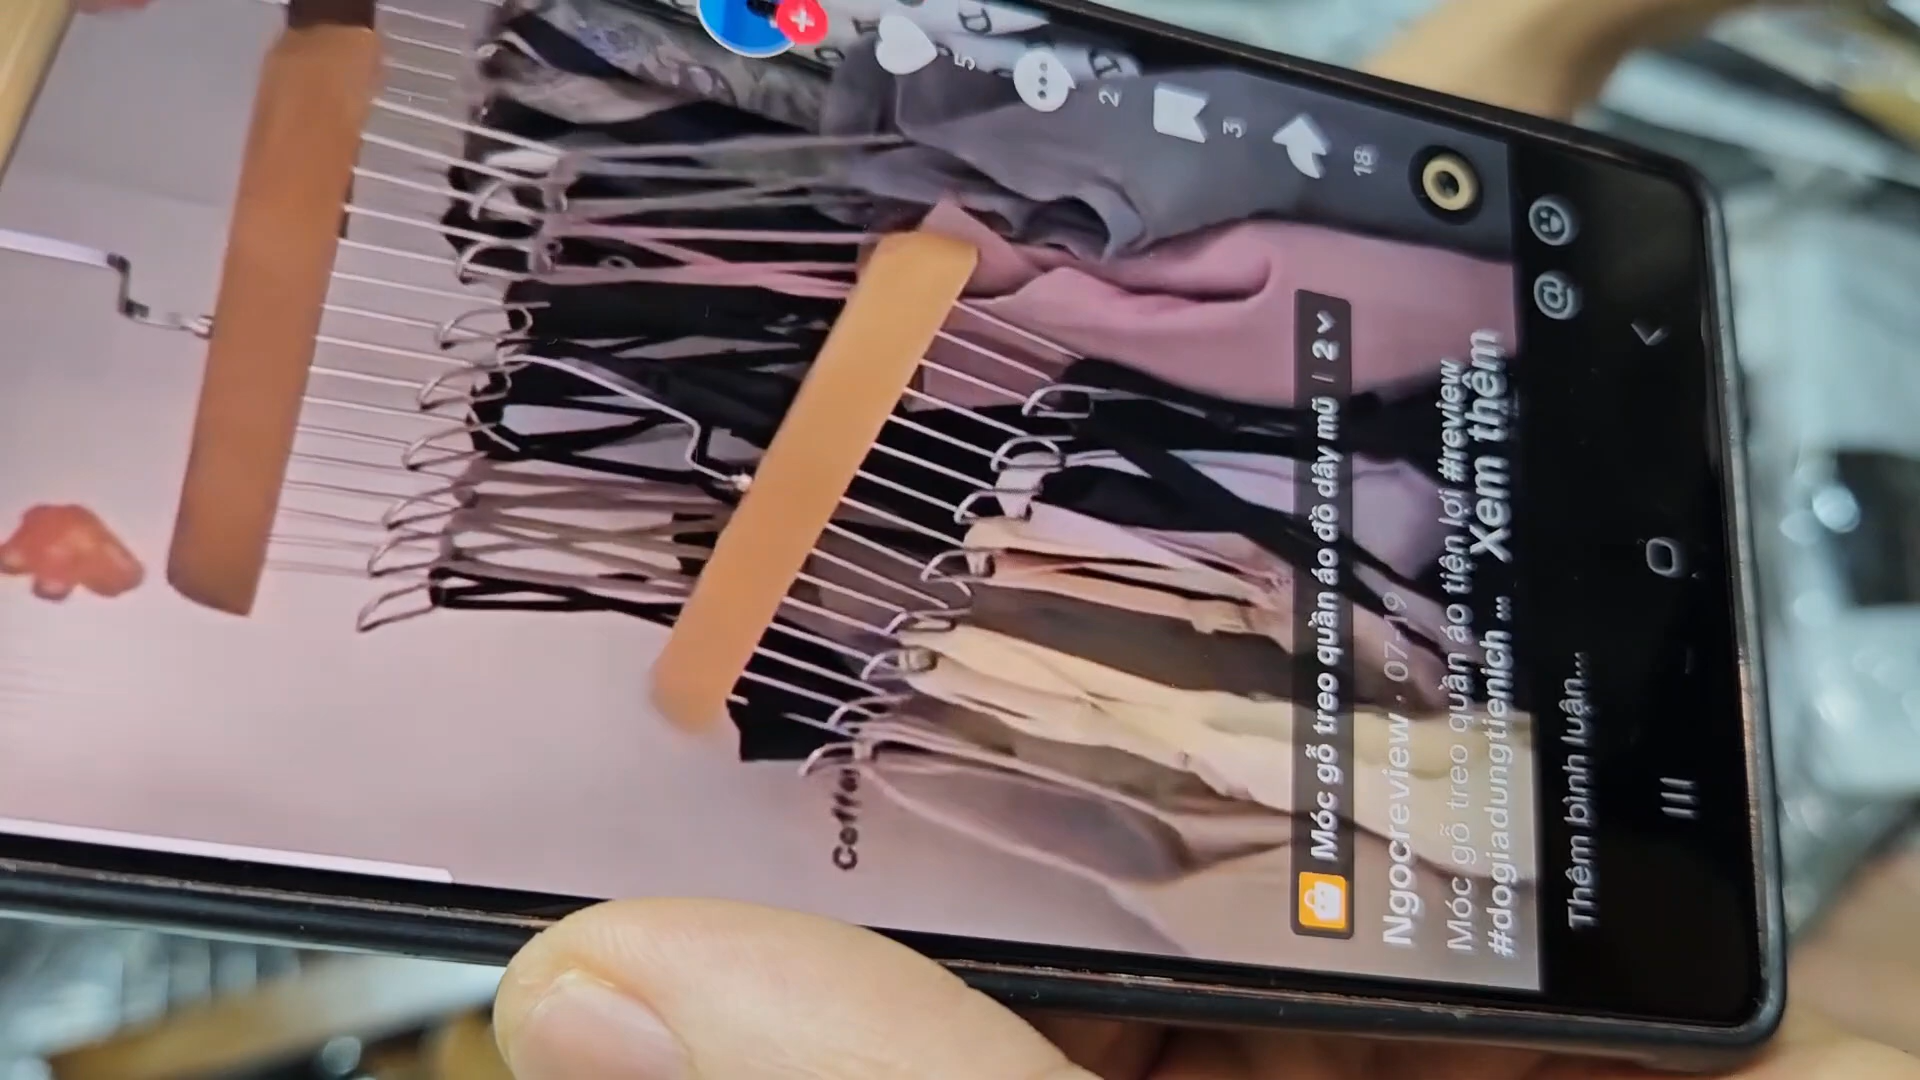 5
2
3
18
Coffee
Móc gỗ treo quần áo đồ dây mũ | 2
Ngocreview · 07-19
Móc gỗ treo quần áo tiện lợi #review
#dogiadungtienich ... Xem thêm
Thêm bình luận...
@